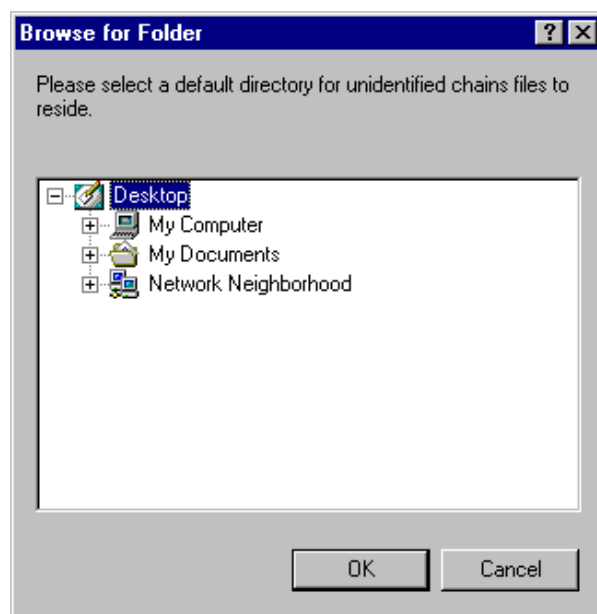 Browse for Folder
Please select a default directory for unidentified chains files to
reside.
Desktop
My Computer
My Documents
Network Neighborhood
OK Cancel